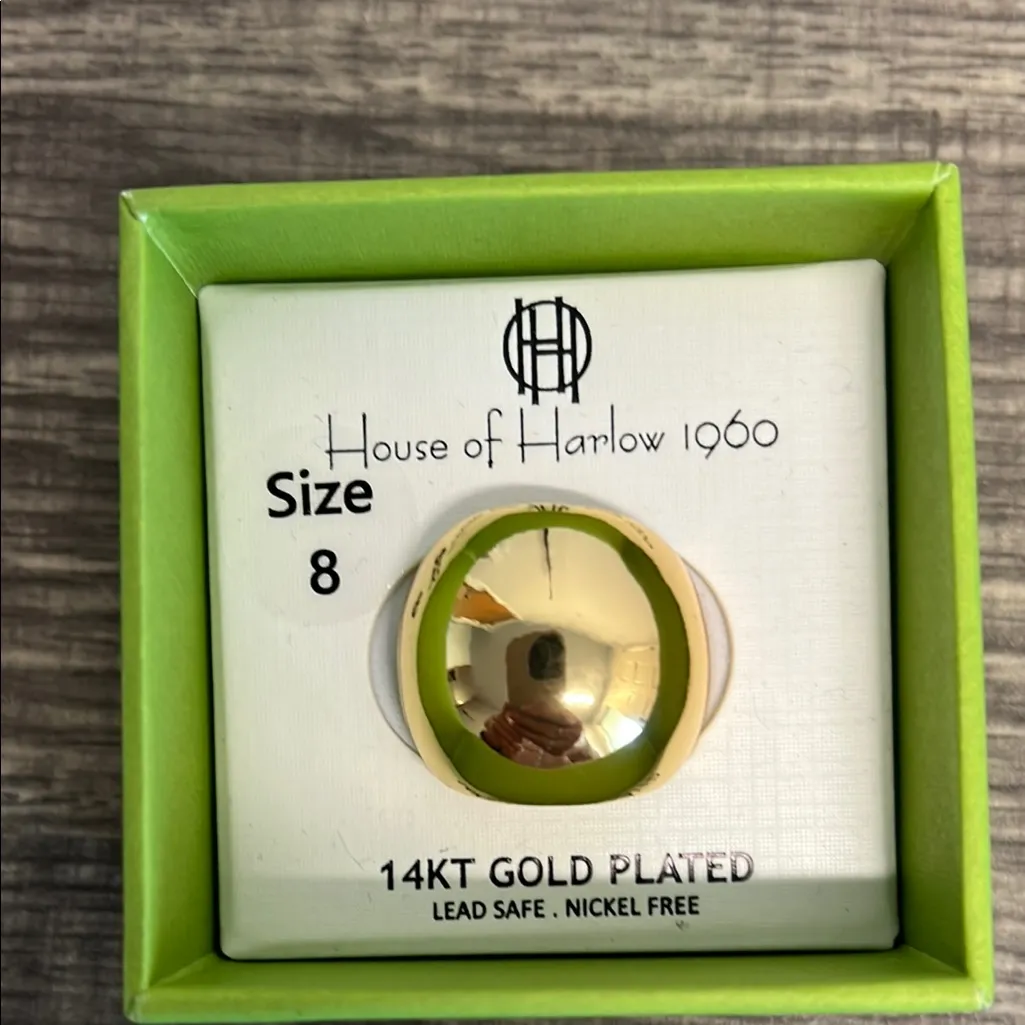 House of Harlow 1960
Size
8
14KT GOLD PLATED
LEAD SAFE . NICKEL FREE